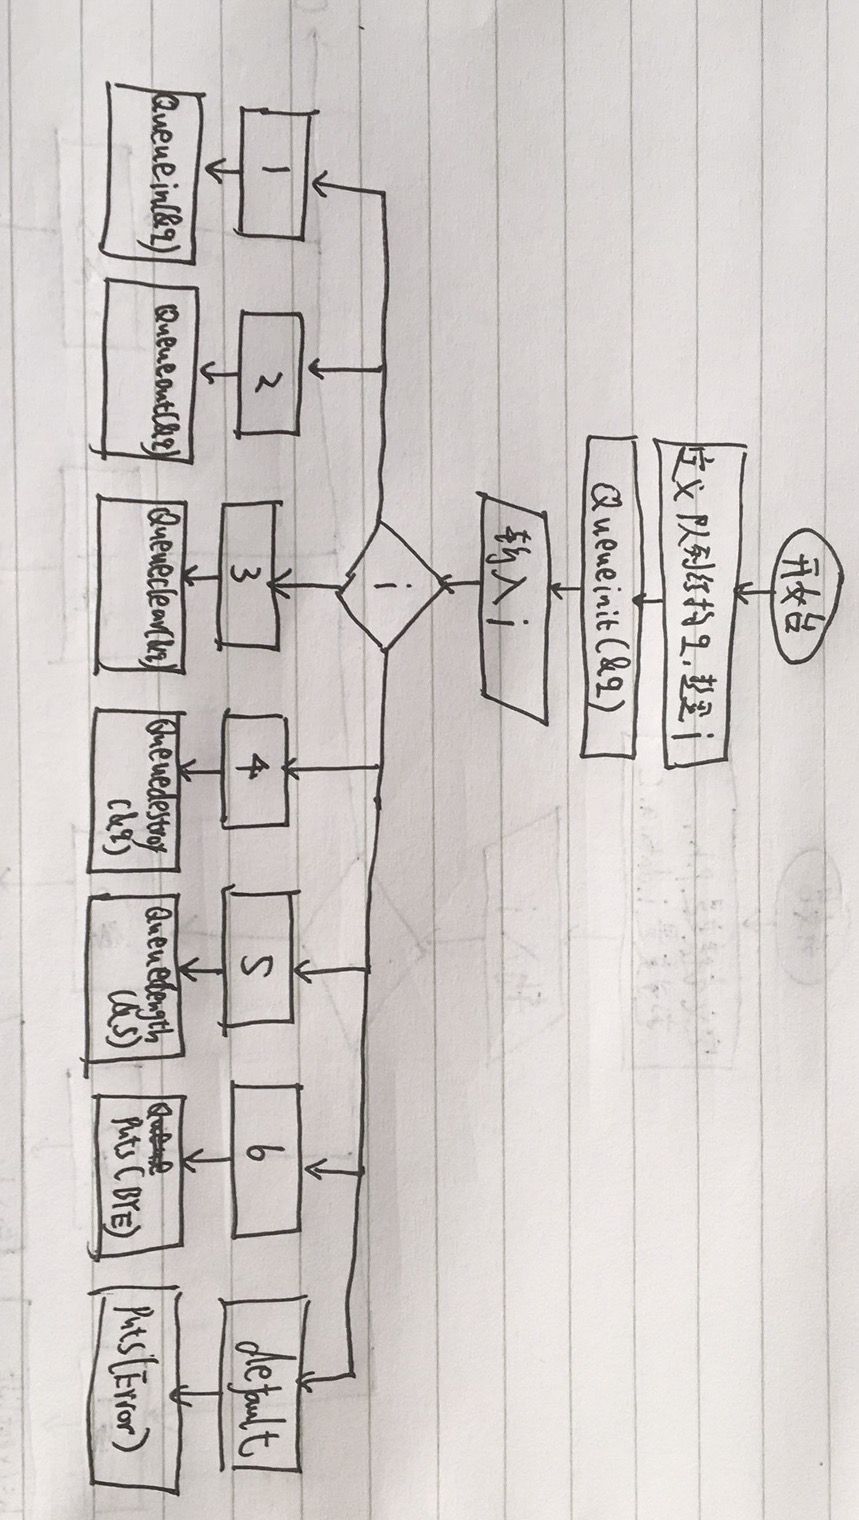 开始
定义队列结构q,整型i
Queueinit(&q)
输入i
i
1
2
3
4
5
6
default
Queuein(&q)
Queueout(&q)
Queueclear(&q)
Queuedestroy
(&q)
Queuelength
(&S)
Puts(BYE)
Puts(Error)